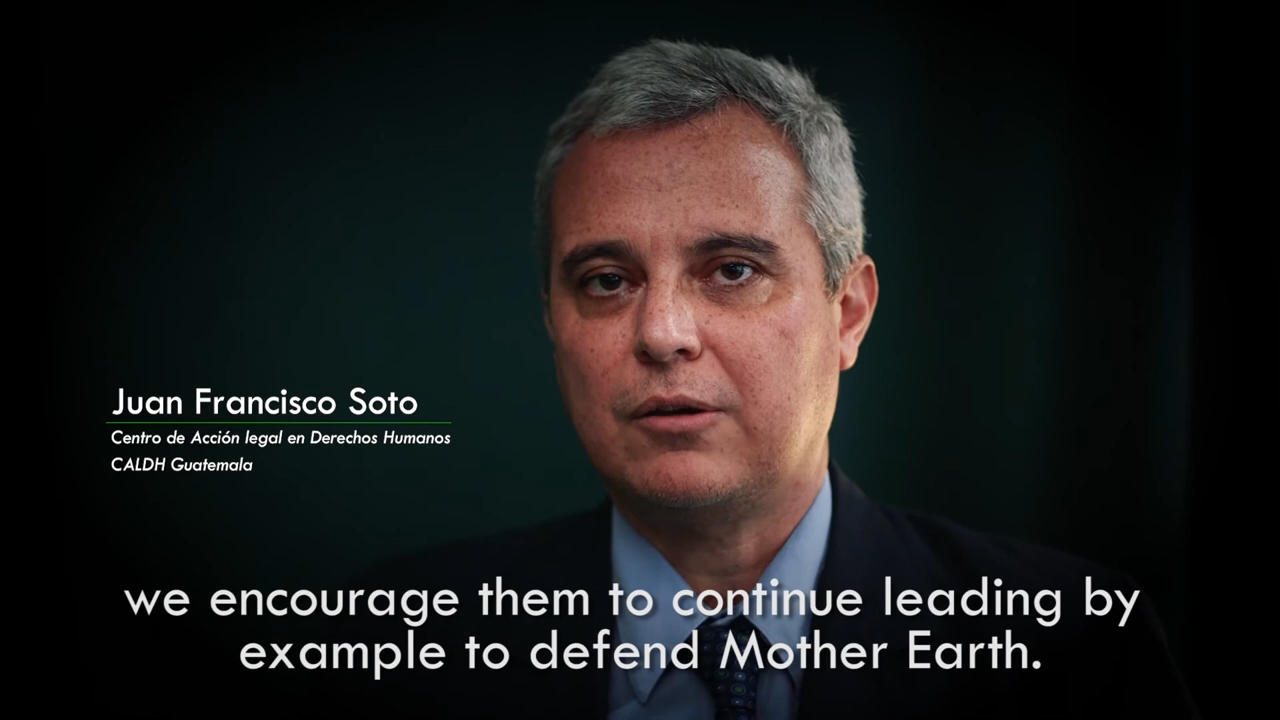 Juan Francisco Soto
Centro de Acción legal en Derechos Humanos
CALDH Guatemala
we encourage them to continue leading by
example to defend Mother Earth.